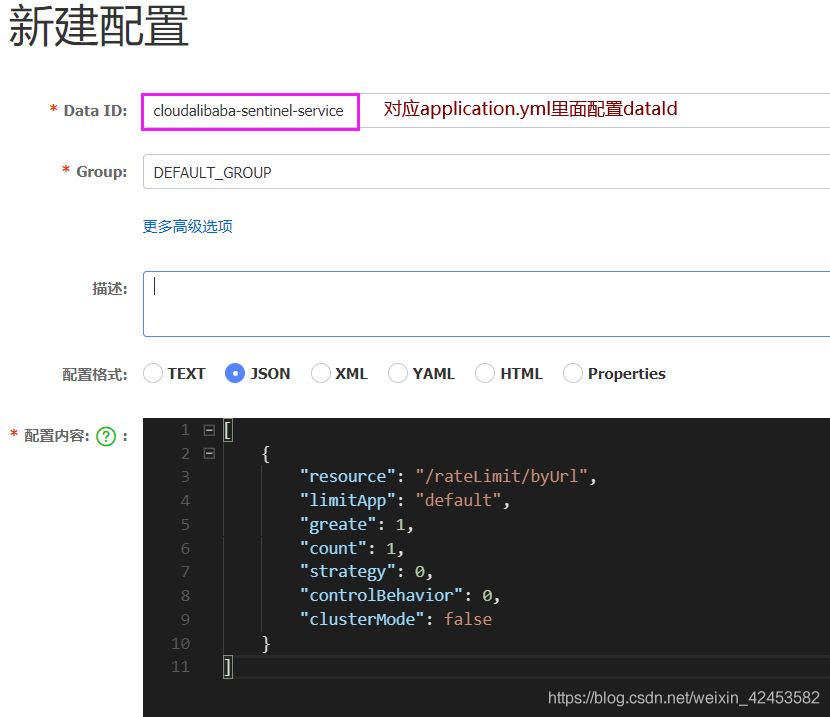 新建配置
* Data ID: cloudalibaba-sentinel-service 对应application.yml里面配置dataId
* Group: DEFAULT_GROUP
更多高级选项
描述:
配置格式: TEXT JSON XML YAML HTML Properties
* 配置内容: ? :
1 [
2 {
3 "resource": "/rateLimit/byUrl",
4 "limitApp": "default",
5 "greate": 1,
6 "count": 1,
7 "strategy": 0,
8 "controlBehavior": 0,
9 "clusterMode": false
10 }
11 ]
https://blog.csdn.net/weixin_42453582